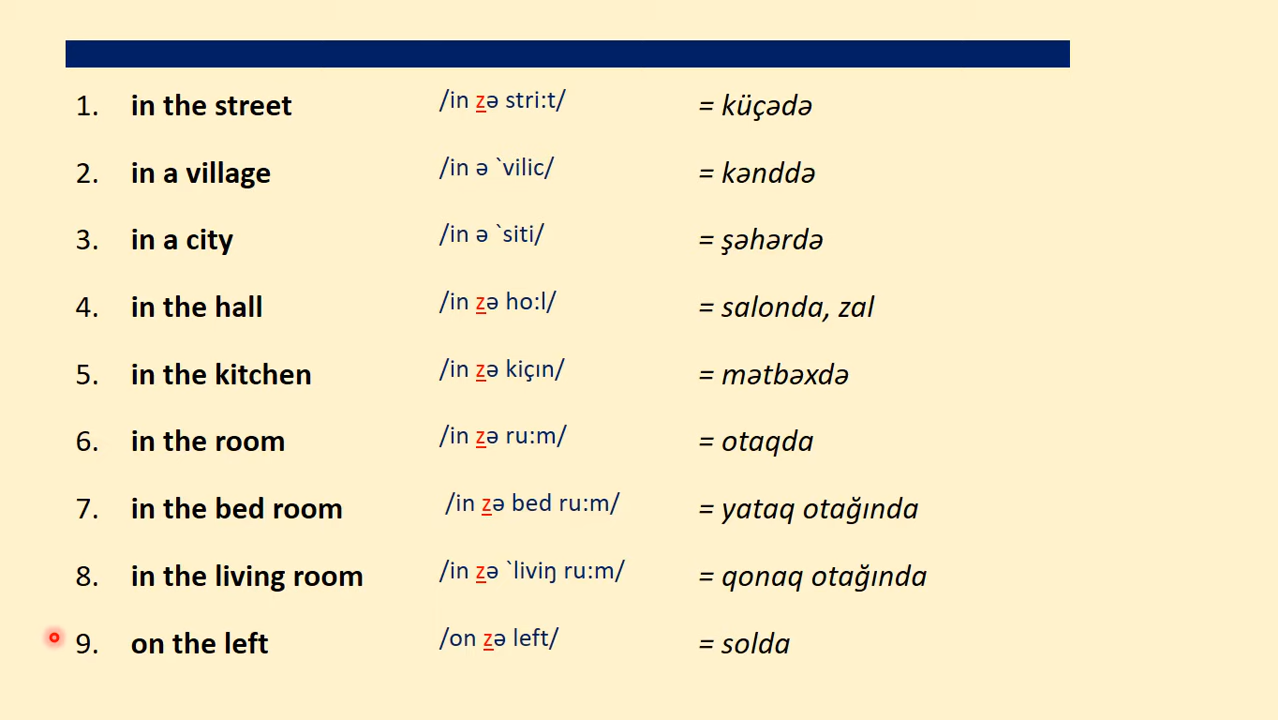 1. in the street /in zə stri:t/ = küçədə
2. in a village /in ə `vilic/ = kənddə
3. in a city /in ə `siti/ = şəhərdə
4. in the hall /in zə ho:l/ = salonda, zal
5. in the kitchen /in zə kiçın/ = mətbəxdə
6. in the room /in zə ru:m/ = otaqda
7. in the bed room /in zə bed ru:m/ = yataq otağında
8. in the living room /in zə `liviŋ ru:m/ = qonaq otağında
9. on the left /on zə left/ = solda